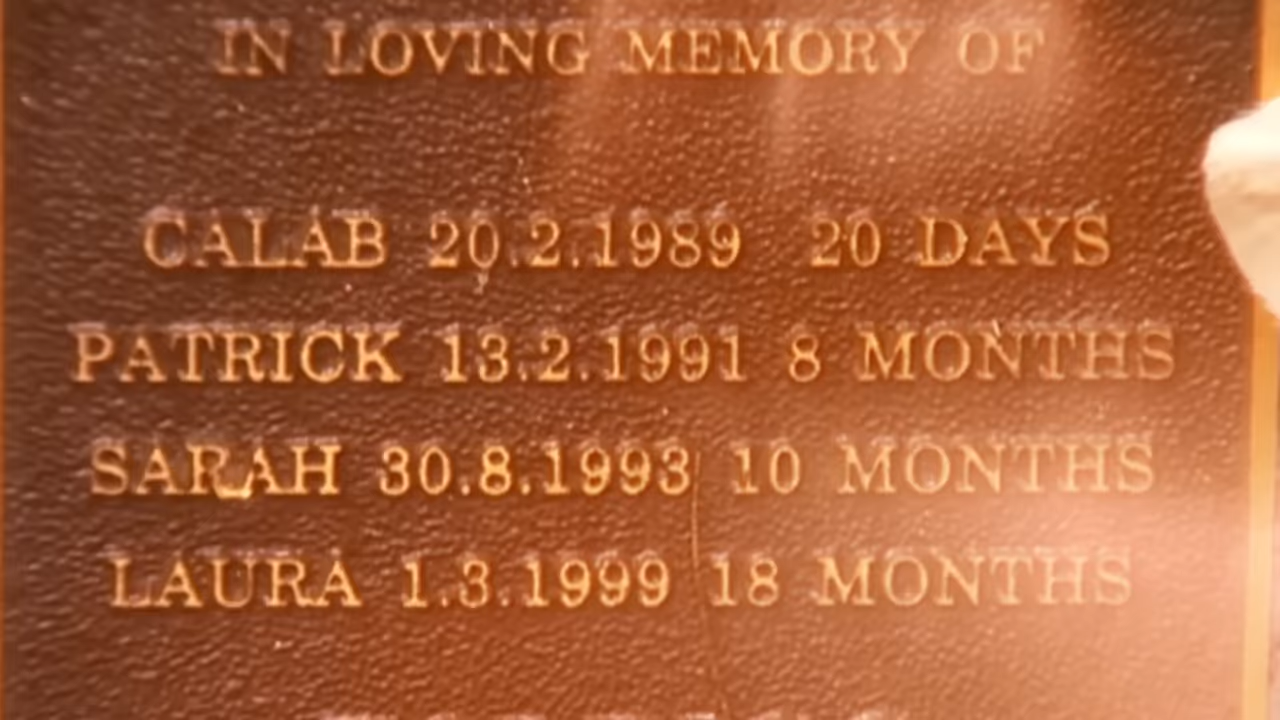 IN LOVING MEMORY OF
CALAB 20.2.1989 20 DAYS
PATRICK 13.2.1991 8 MONTHS
SARAH 30.8.1993 10 MONTHS
LAURA 1.3.1999 18 MONTHS